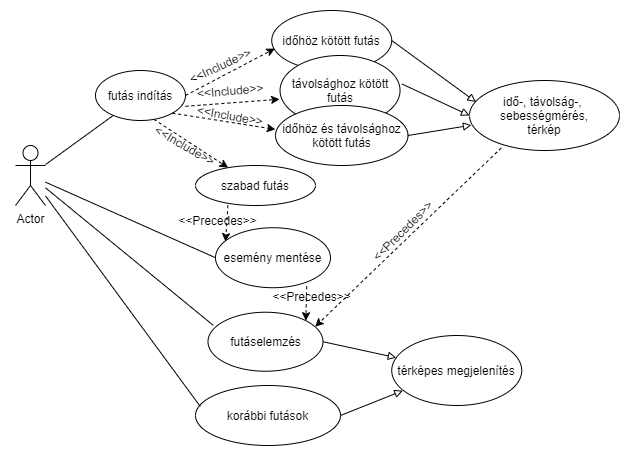 időhöz kötött futás
<<Include>>
futás indítás
<<Include>>
távolsághoz kötött
futás
idő-, távolság-,
sebességmérés,
térkép
<<Include>>
időhöz és távolsághoz
kötött futás
<<Include>>
szabad futás
Actor
<<Precedes>>
<<Precedes>>
esemény mentése
<<Precedes>>
futáselemzés
térképes megjelenítés
korábbi futások